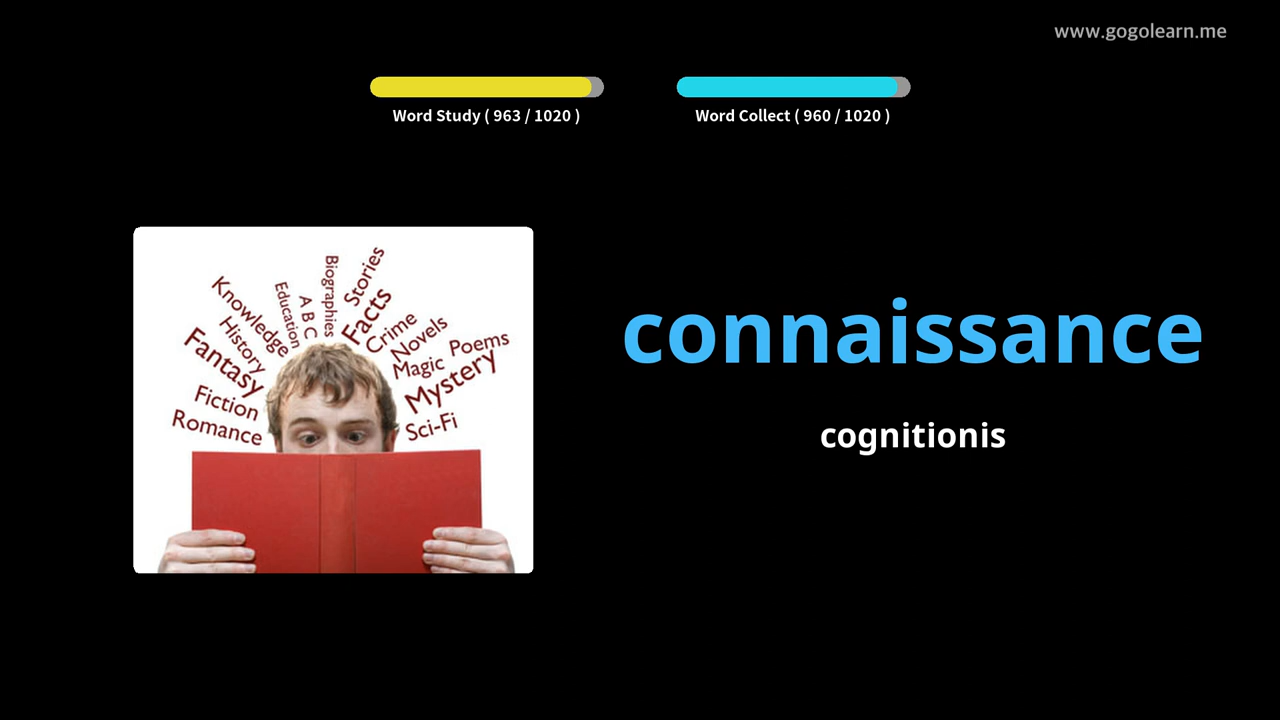 www.gogolearn.me
Word Study ( 963 / 1020 )
Word Collect ( 960 / 1020 )
Biographies
Stories
Education
A B C
Facts
Knowledge
Crime
History
Novels
Fantasy
Magic
Poems
Mystery
Fiction
Romance
Sci-Fi
connaissance
cognitionis